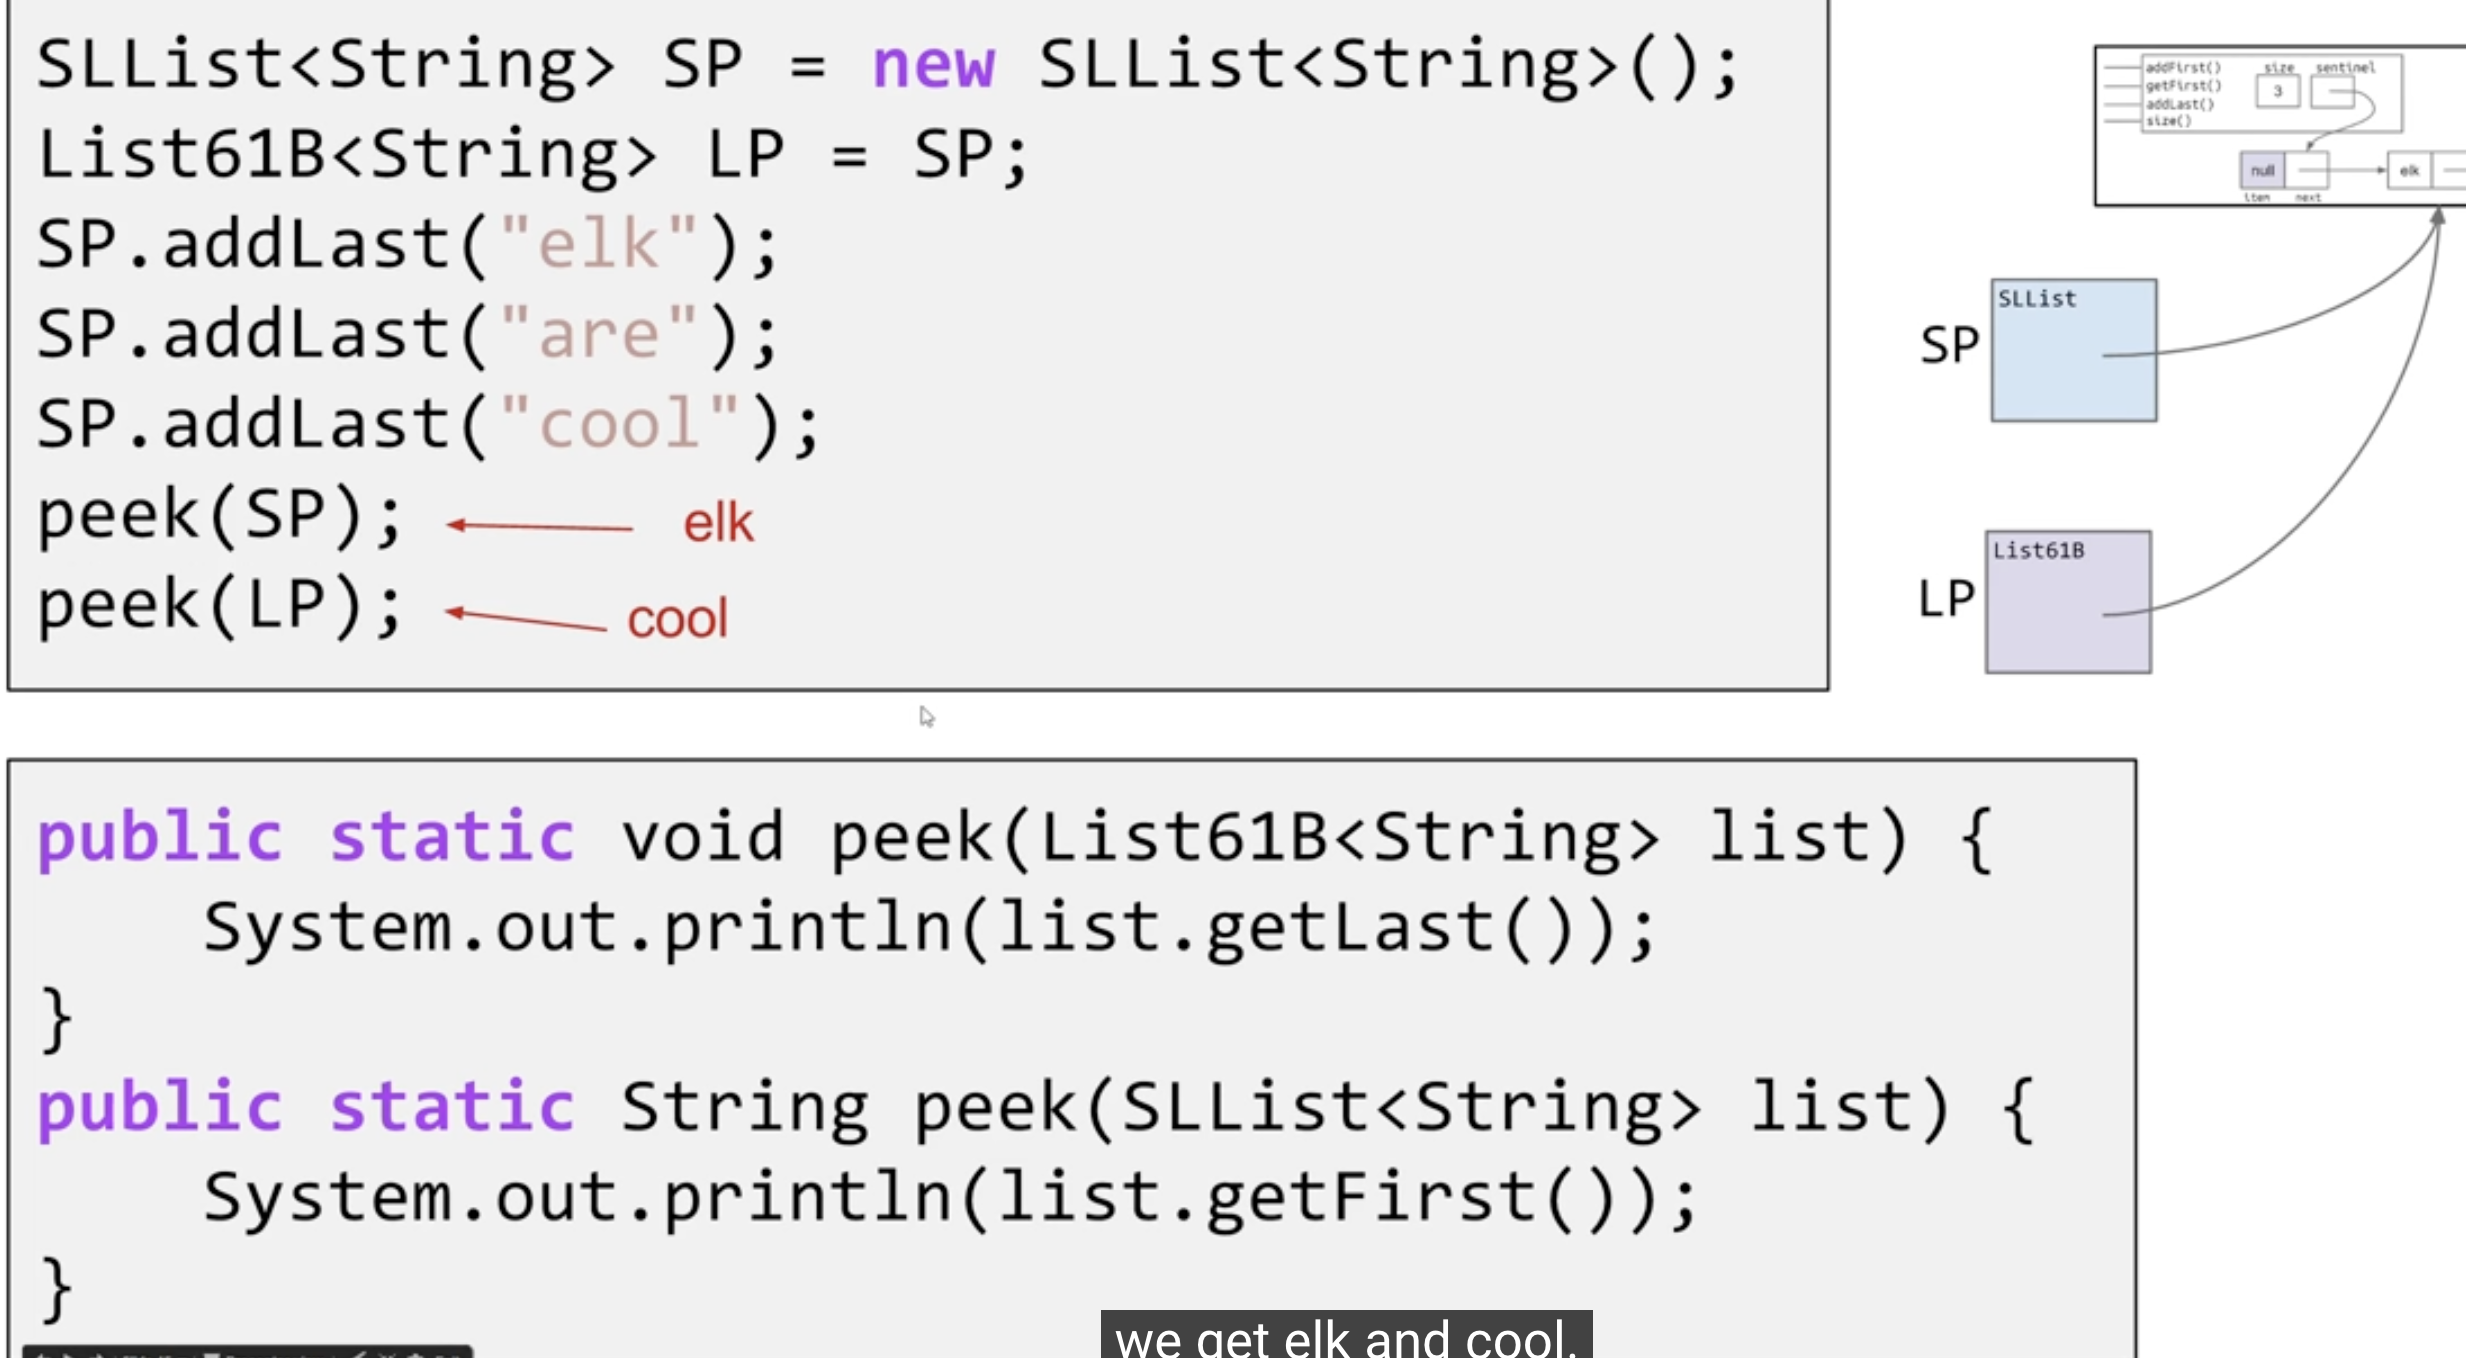 SLList<String> SP = new SLList<String>();
List61B<String> LP = SP;
SP.addLast("elk");
SP.addLast("are");
SP.addLast("cool");
peek(SP); elk
peek(LP); cool
addFirst() size sentinel
getFirst() 3
addLast()
size()
null elk
item next
SLList
SP
List61B
LP
public static void peek(List61B<String> list) {
    System.out.println(list.getLast());
}
public static String peek(SLList<String> list) {
    System.out.println(list.getFirst());
}
we get elk and cool.